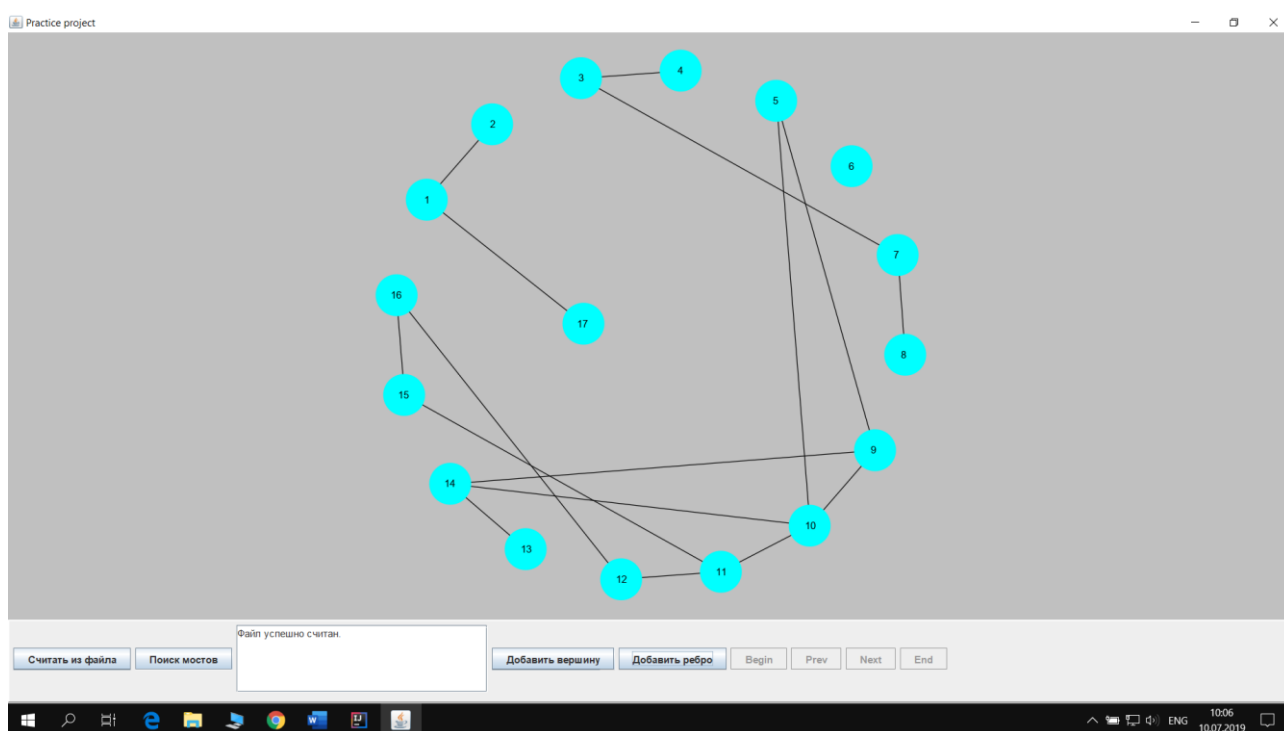 Practice project
3
4
5
2
6
1
7
16
17
8
15
9
14
10
13
11
12
Файл успешно считан.
Считать из файла
Поиск мостов
Добавить вершину
Добавить ребро
Begin
Prev
Next
End
ENG
10:06
10.07.2019